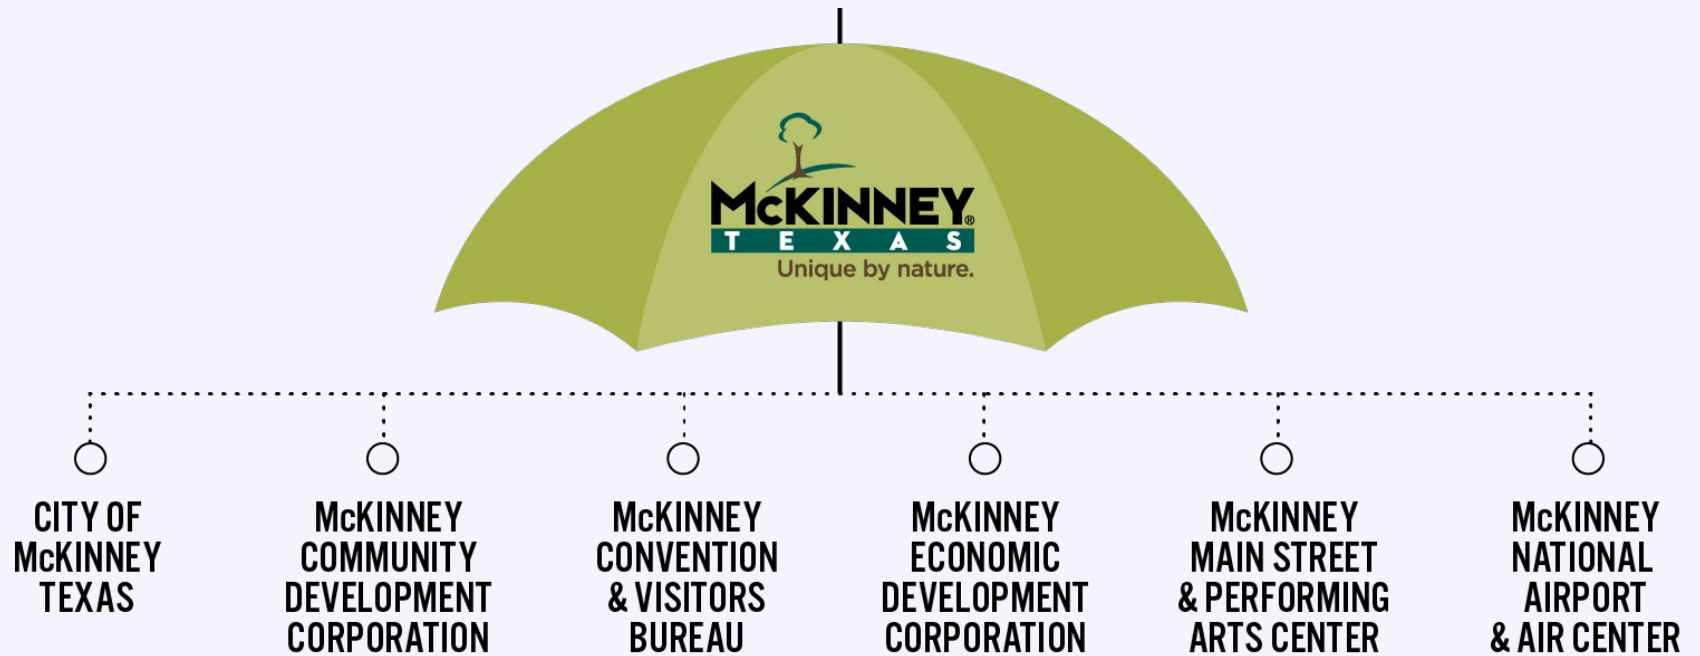 McKINNEY®
TEXAS
Unique by nature.
CITY OF
McKINNEY
TEXAS
McKINNEY
COMMUNITY
DEVELOPMENT
CORPORATION
McKINNEY
CONVENTION
& VISITORS
BUREAU
McKINNEY
ECONOMIC
DEVELOPMENT
CORPORATION
McKINNEY
MAIN STREET
& PERFORMING
ARTS CENTER
McKINNEY
NATIONAL
AIRPORT
& AIR CENTER